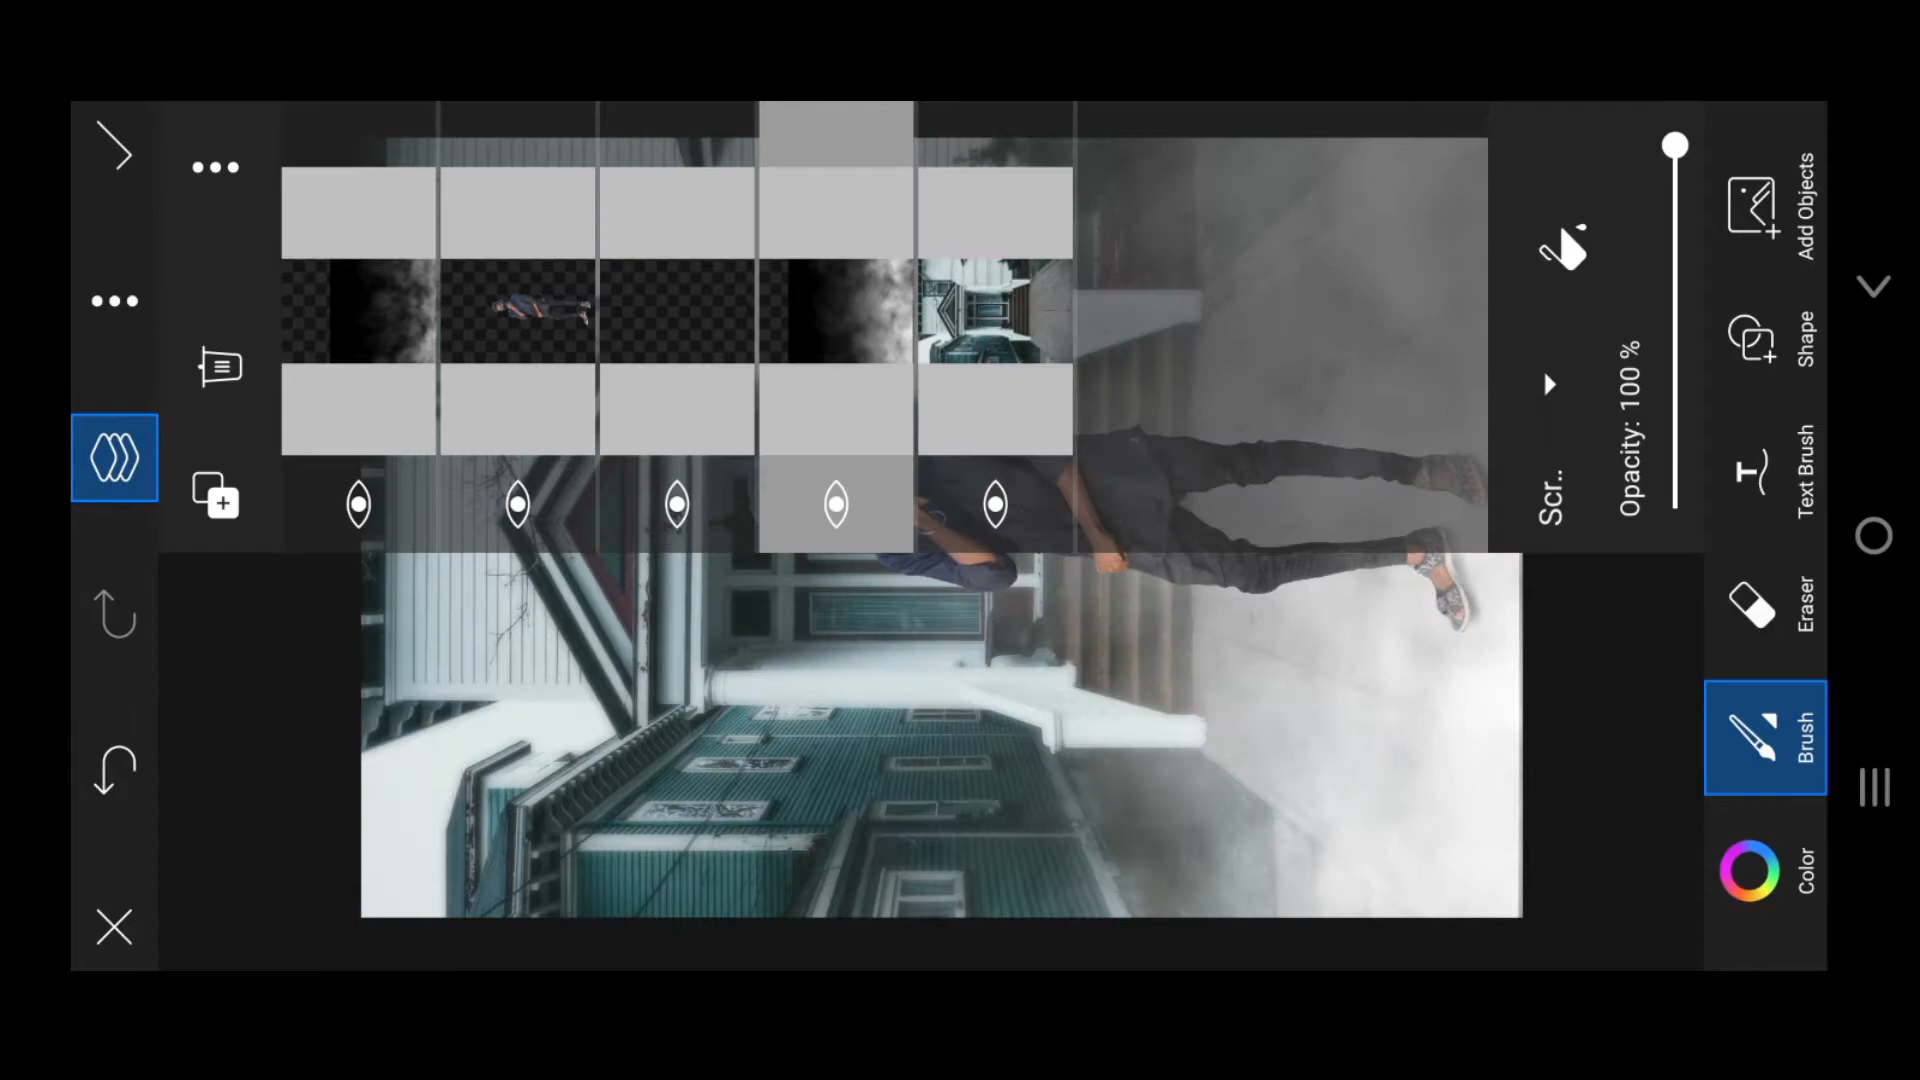 Scr..
Opacity: 100 %
Color
Brush
Eraser
Text Brush
Shape
Add Objects